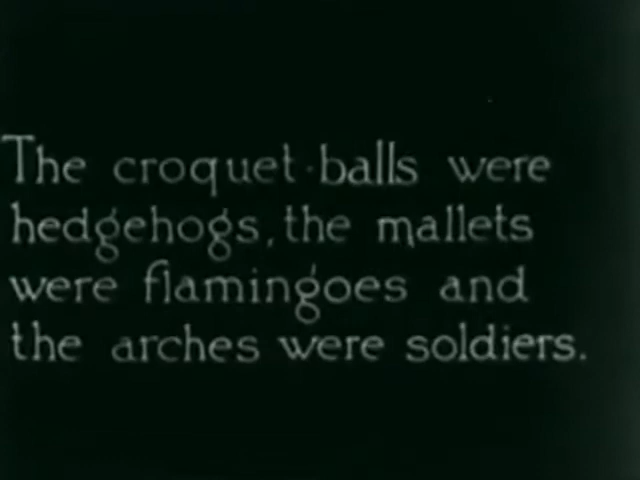 The croquet-balls were
hedgehogs, the mallets
were flamingoes and
the arches were soldiers.